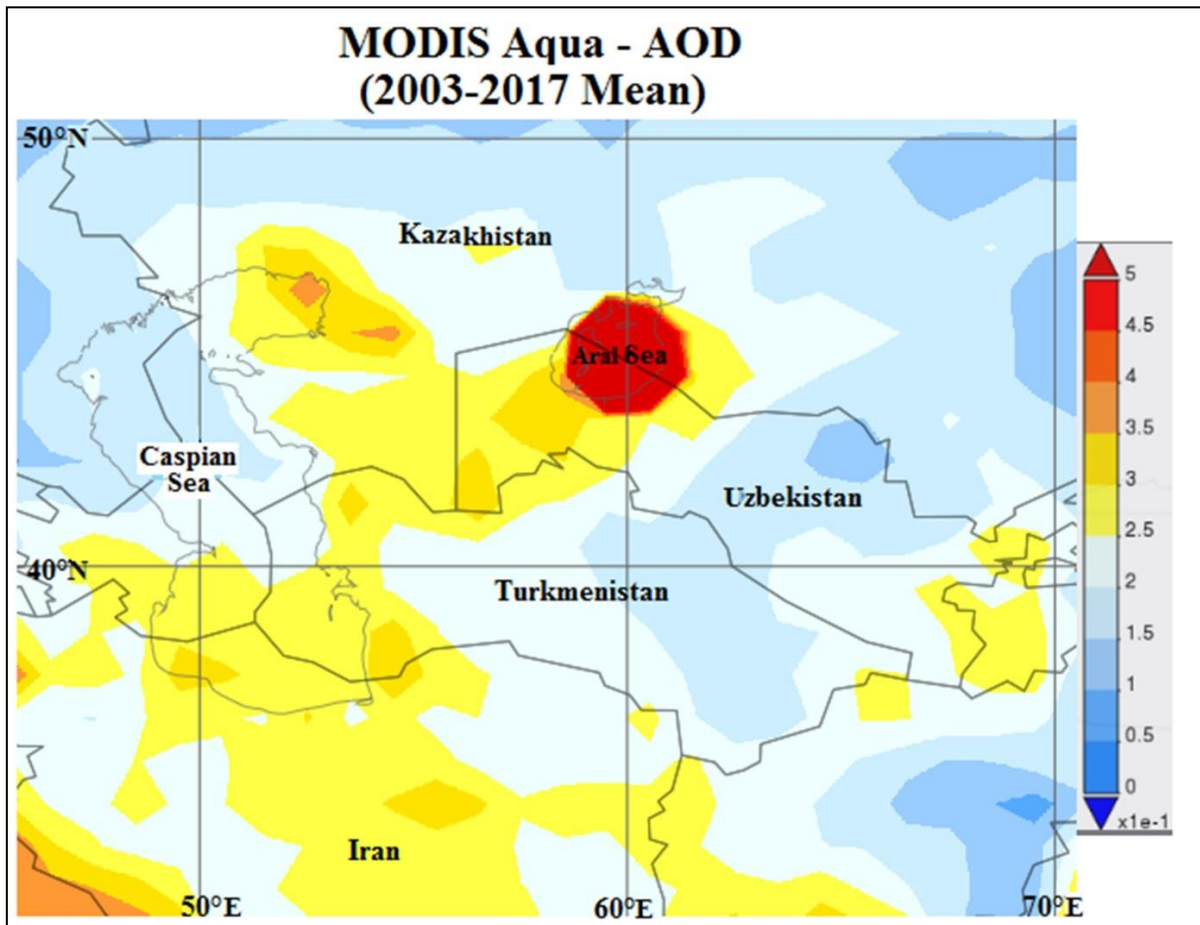 MODIS Aqua - AOD
(2003-2017 Mean)
50°N
Kazakhistan
5
4.5
Aral Sea
4
3.5
Caspian
Sea
3
Uzbekistan
2.5
40°N
Turkmenistan
2
1.5
1
0.5
0
x1e-1
Iran
50°E
60°E
70°E